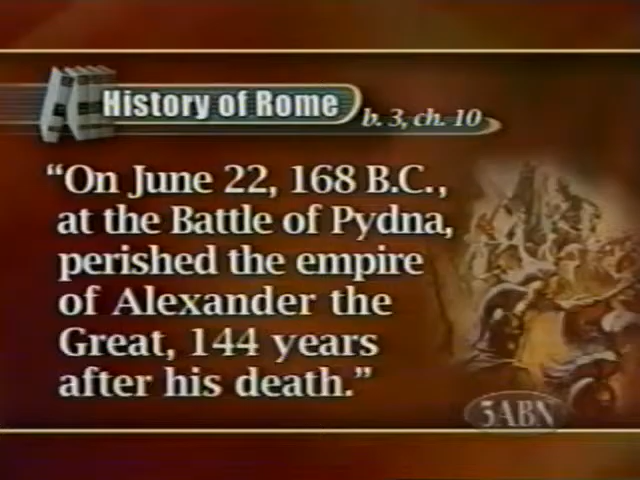 History of Rome b. 3, ch. 10
“On June 22, 168 B.C.,
at the Battle of Pydna,
perished the empire
of Alexander the
Great, 144 years
after his death.”
3ABN